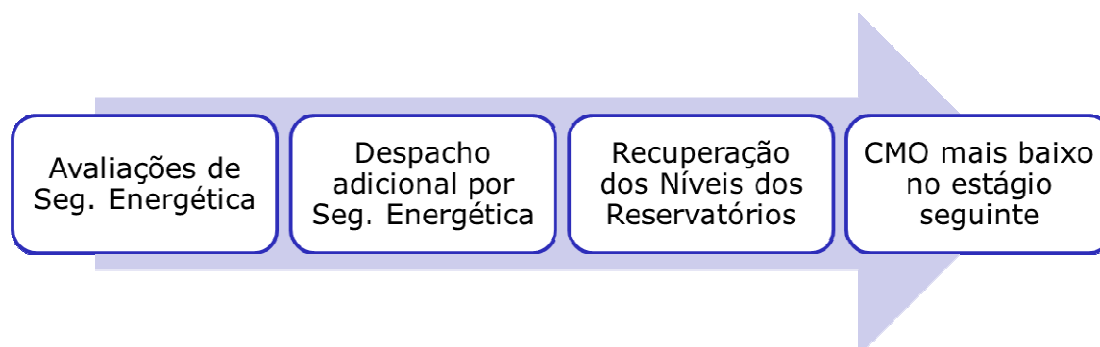 Avaliações de
Seg. Energética
Despacho
adicional por
Seg. Energética
Recuperação
dos Níveis dos
Reservatórios
CMO mais baixo
no estágio
seguinte